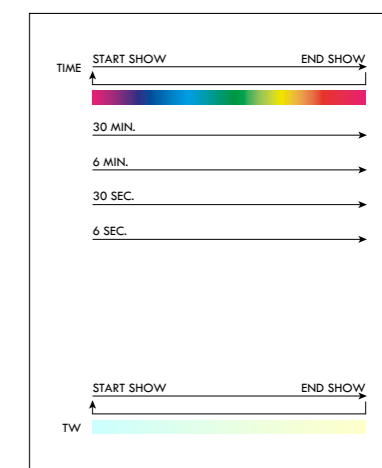 START SHOW END SHOW
TIME
30 MIN.
6 MIN.
30 SEC.
6 SEC.
START SHOW END SHOW
TW